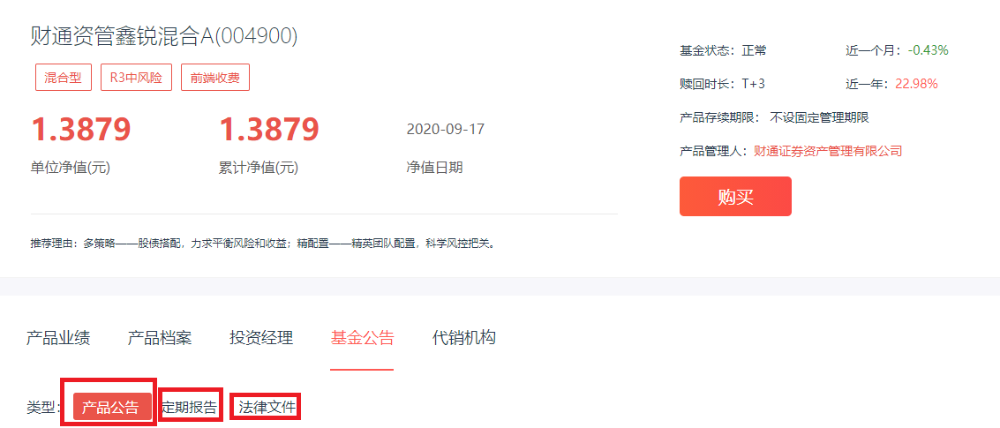 财通资管鑫锐混合A(004900)
混合型 R3中风险 前端收费
1.3879 1.3879 2020-09-17
单位净值(元) 累计净值(元) 净值日期
推荐理由：多策略——股债搭配，力求平衡风险和收益；精配置——精英团队配置，科学风控把关。
基金状态：正常 近一个月：-0.43%
赎回时长：T+3 近一年：22.98%
产品存续期限： 不设固定管理期限
产品管理人：财通证券资产管理有限公司
购买
产品业绩 产品档案 投资经理 基金公告 代销机构
类型： 产品公告 定期报告 法律文件